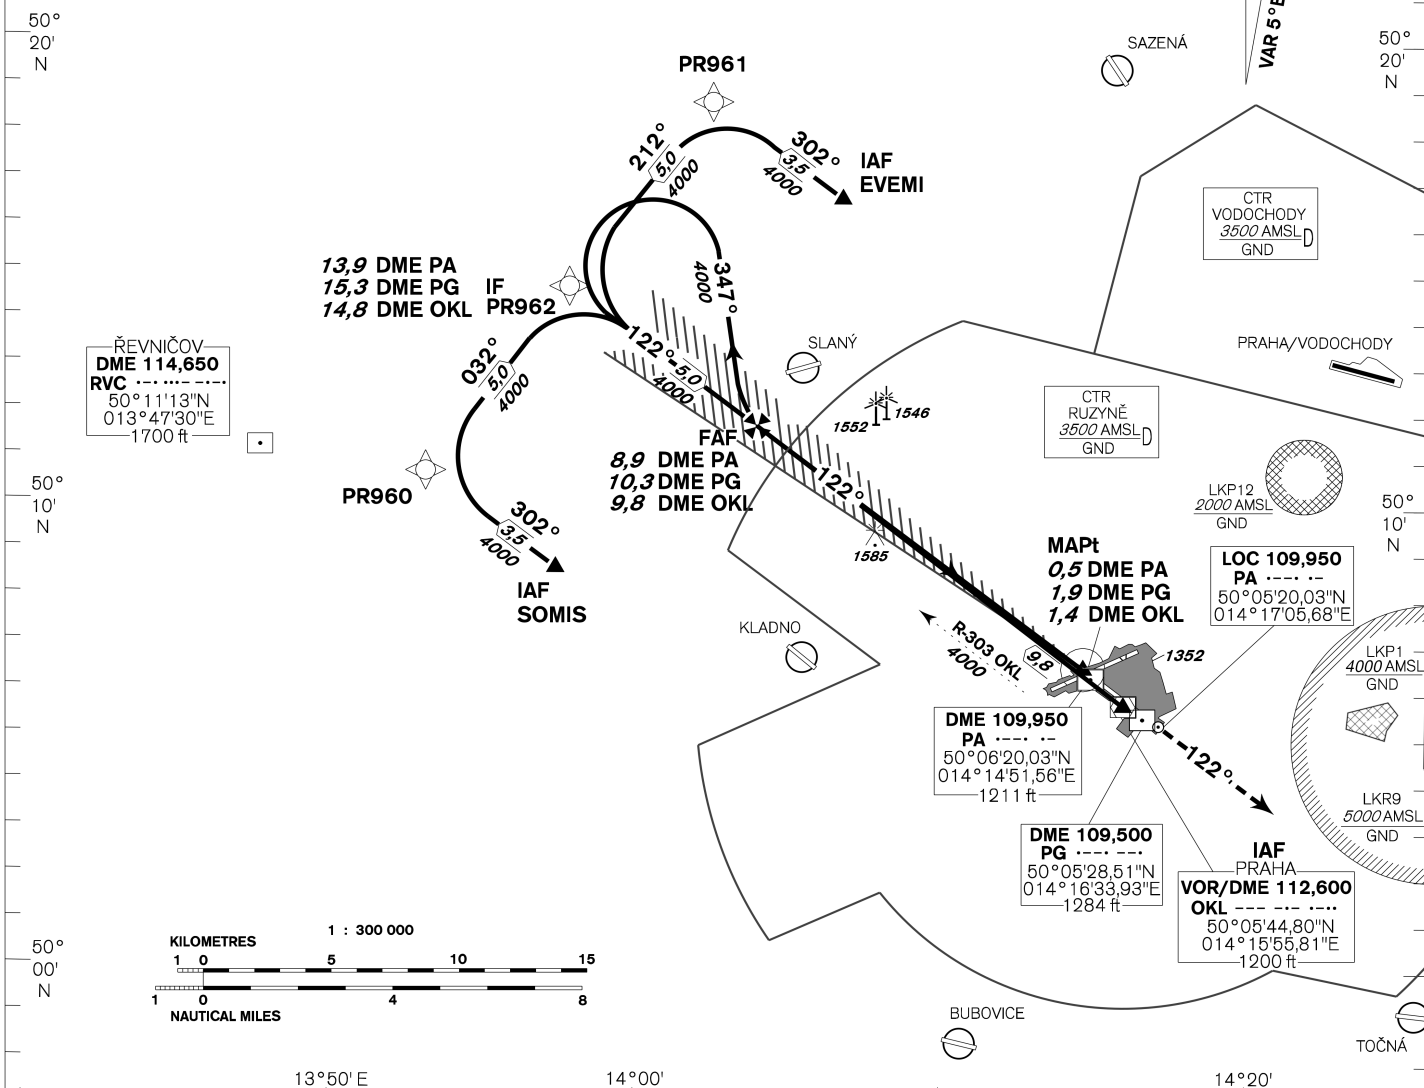 50°
20'
N
SAZENÁ
VAR 5°E
50°
20'
N
PR961
212°
5,0
4000
302°
3,5
4000
IAF
EVEMI
CTR
VODOCHODY
3500 AMSL D
GND
13,9 DME PA
15,3 DME PG
14,8 DME OKL
IF
PR962
347°
4000
ŘEVNIČOV
DME 114,650
RVC ·–· ···– –·–·
50°11'13"N
013°47'30"E
1700 ft
032°
5,0
4000
122°
5,0
4000
SLANÝ
PRAHA/VODOCHODY
1552
1546
CTR
RUZYNĚ
3500 AMSL D
GND
FAF
8,9 DME PA
10,3 DME PG
9,8 DME OKL
122°
PR960
50°
10'
N
LKP12
2000 AMSL
GND
50°
10'
N
302°
3,5
4000
IAF
SOMIS
1585
MAPt
0,5 DME PA
1,9 DME PG
1,4 DME OKL
LOC 109,950
PA ·––· ·–
50°05'20,03"N
014°17'05,68"E
KLADNO
R-303 OKL
4000
9,8
1352
LKP1
4000 AMSL
GND
DME 109,950
PA ·––· ·–
50°06'20,03"N
014°14'51,56"E
1211 ft
122°
DME 109,500
PG ·––· ––·
50°05'28,51"N
014°16'33,93"E
1284 ft
LKR9
5000 AMSL
GND
IAF
PRAHA
VOR/DME 112,600
OKL ––– –·– ·–··
50°05'44,80"N
014°15'55,81"E
1200 ft
50°
00'
N
1 : 300 000
KILOMETRES
1 0 5 10 15
1 0 4 8
NAUTICAL MILES
BUBOVICE
TOČNÁ
13°50' E
14°00'
14°20'